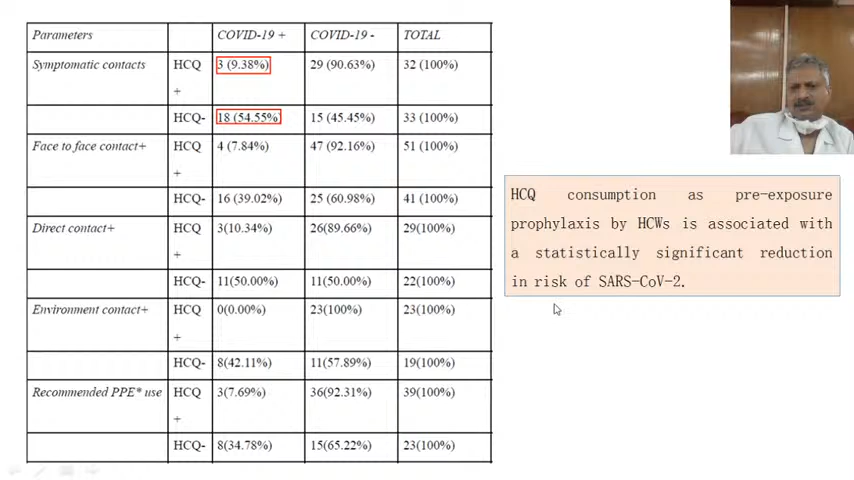 Parameters COVID-19 + COVID-19 - TOTAL
Symptomatic contacts HCQ 3 (9.38%) 29 (90.63%) 32 (100%)
+
HCQ- 18 (54.55%) 15 (45.45%) 33 (100%)
Face to face contact+ HCQ 4 (7.84%) 47 (92.16%) 51 (100%)
+
HCQ- 16 (39.02%) 25 (60.98%) 41 (100%)
Direct contact+ HCQ 3(10.34%) 26(89.66%) 29(100%)
+
HCQ- 11(50.00%) 11(50.00%) 22(100%)
Environment contact+ HCQ 0(0.00%) 23(100%) 23(100%)
+
HCQ- 8(42.11%) 11(57.89%) 19(100%)
Recommended PPE* use HCQ 3(7.69%) 36(92.31%) 39(100%)
+
HCQ- 8(34.78%) 15(65.22%) 23(100%)
HCQ consumption as pre-exposure
prophylaxis by HCWs is associated with
a statistically significant reduction
in risk of SARS-CoV-2.